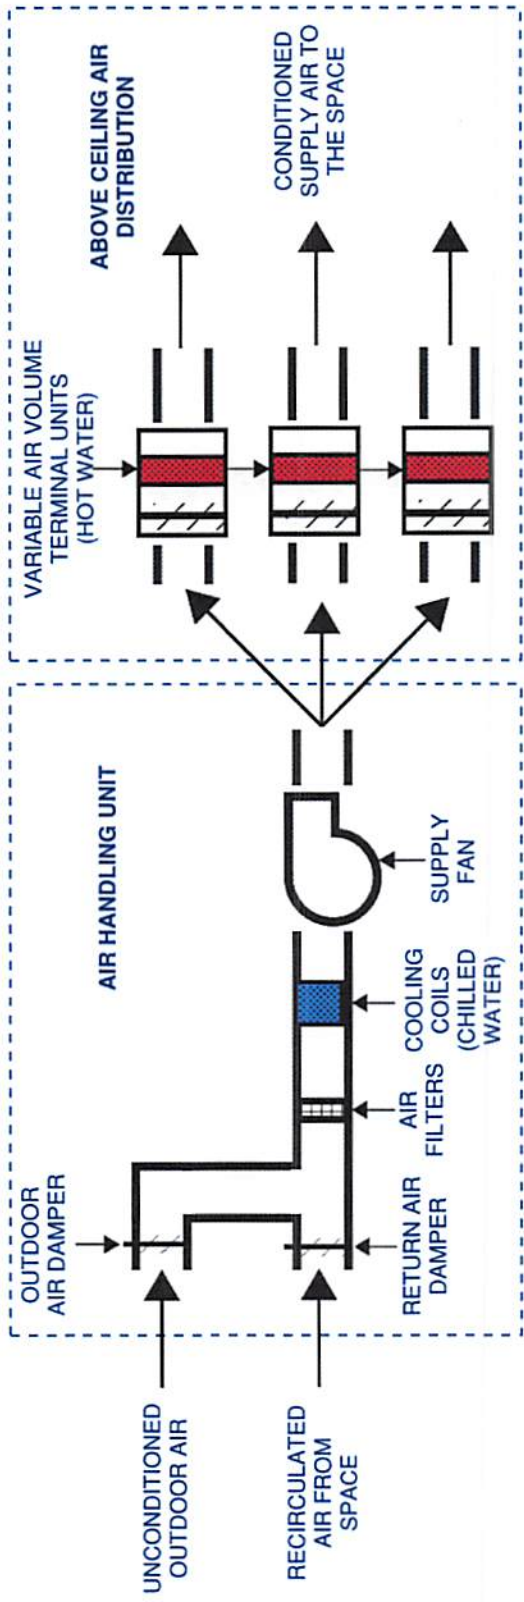 UNCONDITIONED
OUTDOOR AIR
RECIRCULATED
AIR FROM
SPACE
OUTDOOR
AIR DAMPER
RETURN AIR
DAMPER
AIR HANDLING UNIT
AIR
FILTERS
COOLING
COILS
(CHILLED
WATER)
SUPPLY
FAN
VARIABLE AIR VOLUME
TERMINAL UNITS
(HOT WATER)
ABOVE CEILING AIR
DISTRIBUTION
CONDITIONED
SUPPLY AIR TO
THE SPACE